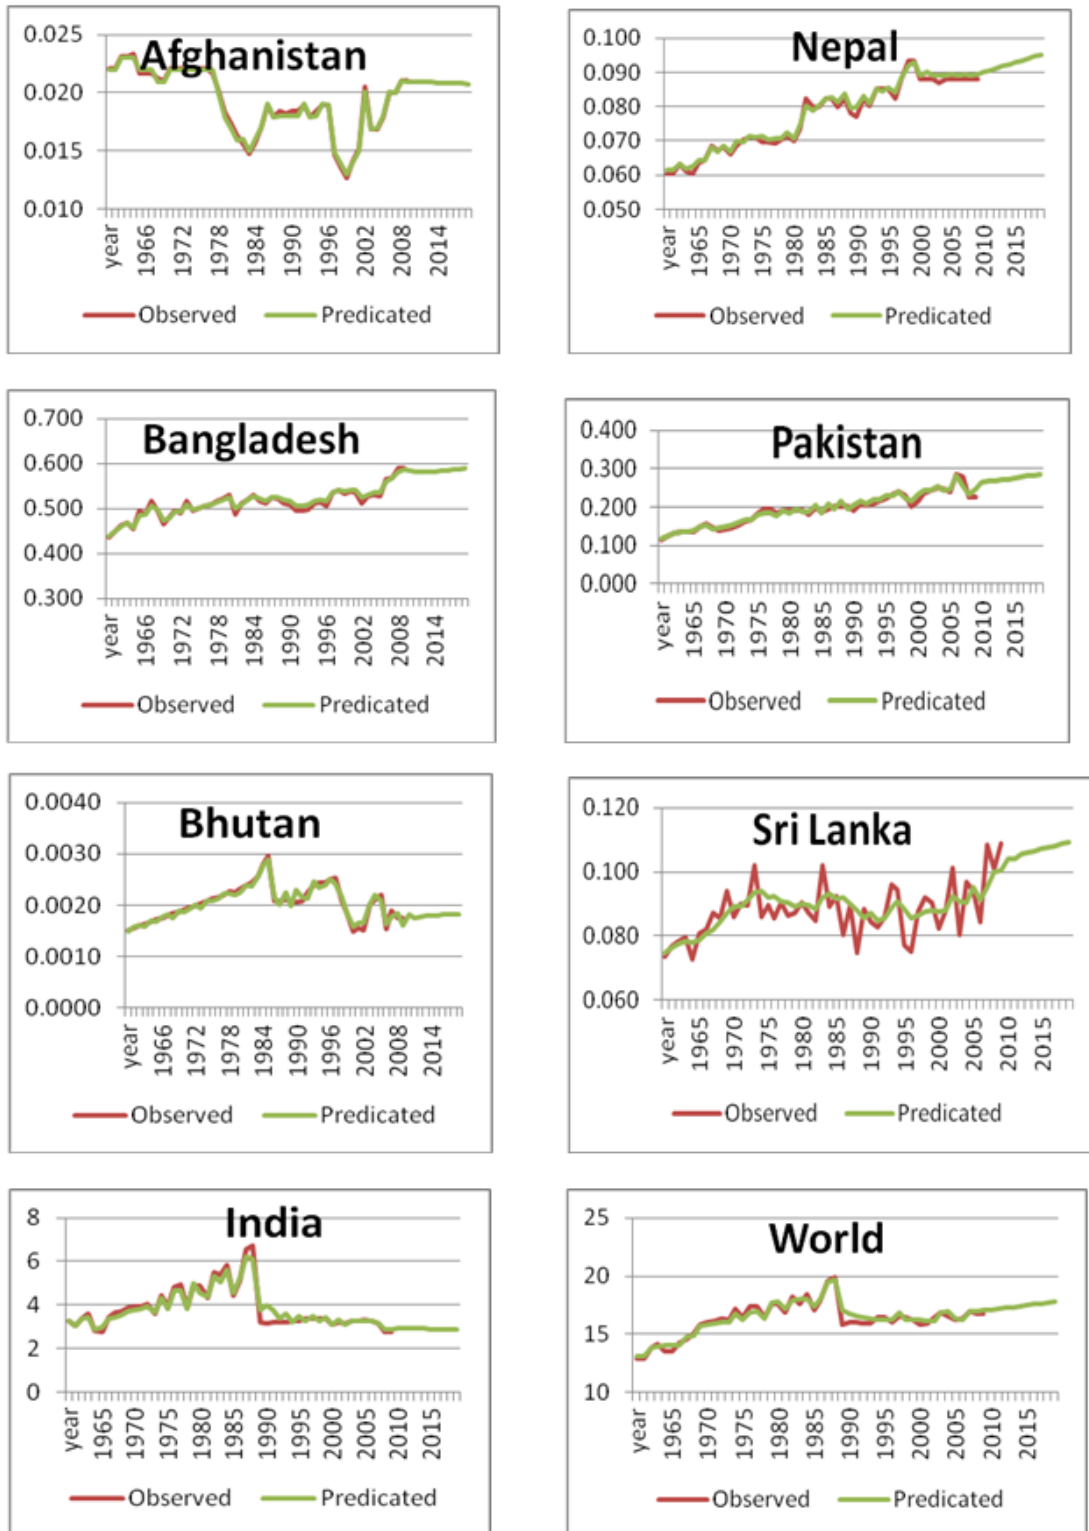 Afghanistan
0.025
0.020
0.015
0.010
year 1966 1972 1978 1984 1990 1996 2002 2008 2014
Observed Predicated
Nepal
0.100
0.090
0.080
0.070
0.060
0.050
year 1965 1970 1975 1980 1985 1990 1995 2000 2005 2010 2015
Observed Predicated
Bangladesh
0.700
0.600
0.500
0.400
0.300
year 1966 1972 1978 1984 1990 1996 2002 2008 2014
Observed Predicated
Pakistan
0.400
0.300
0.200
0.100
0.000
year 1965 1970 1975 1980 1985 1990 1995 2000 2005 2010 2015
Observed Predicated
Bhutan
0.0040
0.0030
0.0020
0.0010
0.0000
year 1966 1972 1978 1984 1990 1996 2002 2008 2014
Observed Predicated
Sri Lanka
0.120
0.100
0.080
0.060
year 1965 1970 1975 1980 1985 1990 1995 2000 2005 2010 2015
Observed Predicated
India
8
6
4
2
0
year 1965 1970 1975 1980 1985 1990 1995 2000 2005 2010 2015
Observed Predicated
World
25
20
15
10
year 1965 1970 1975 1980 1985 1990 1995 2000 2005 2010 2015
Observed Predicated